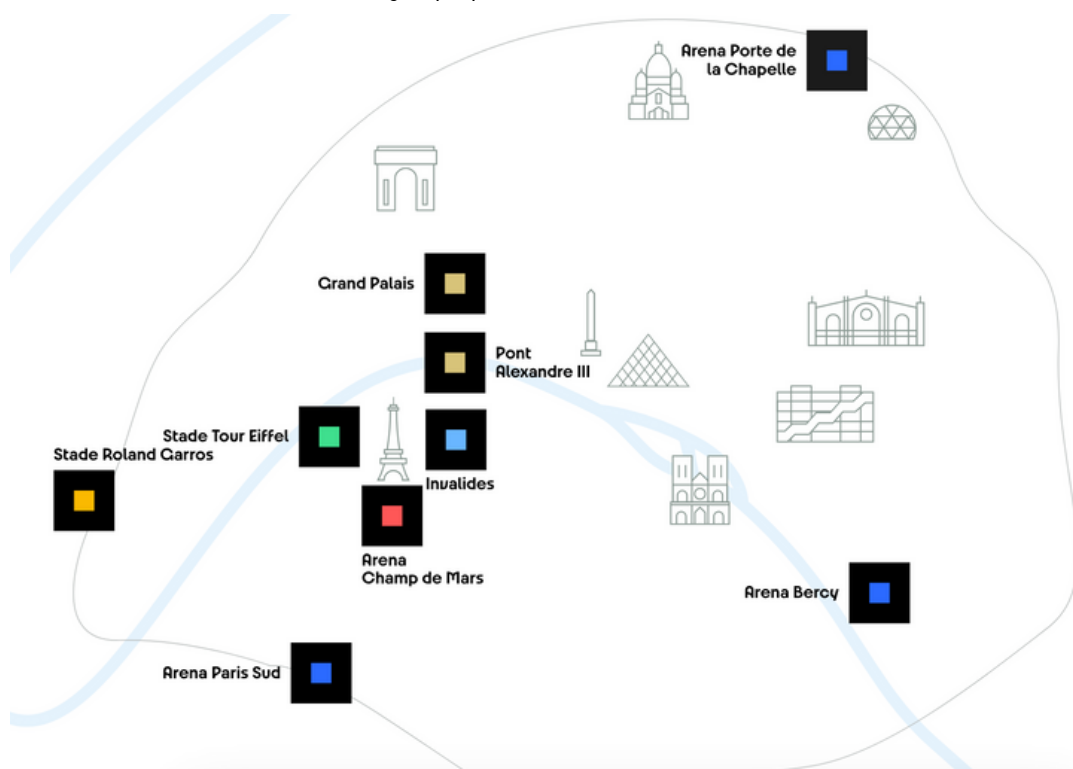 Arena Porte de
la Chapelle
Grand Palais
Pont
Alexandre III
Stade Tour Eiffel
Stade Roland Garros
Invalides
Arena
Champ de Mars
Arena Bercy
Arena Paris Sud